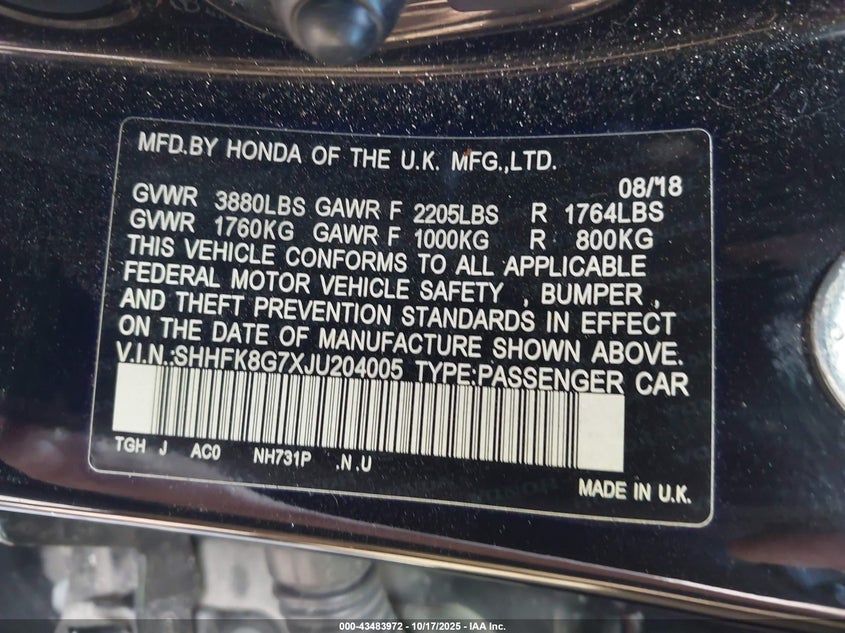 MFD.BY HONDA OF THE U.K. MFG.,LTD.
08/18
GVWR 3880LBS GAWR F 2205LBS R 1764LBS
GVWR 1760KG GAWR F 1000KG R 800KG
THIS VEHICLE CONFORMS TO ALL APPLICABLE
FEDERAL MOTOR VEHICLE SAFETY , BUMPER ,
AND THEFT PREVENTION STANDARDS IN EFFECT
ON THE DATE OF MANUFACTURE SHOWN ABOVE.
V.I.N.:SHHFK8G7XJU204005 TYPE:PASSENGER CAR
TGH J AC0 NH731P .N .U
MADE IN U.K.
000-43483972 | 10/17/2025 | IAA Inc.